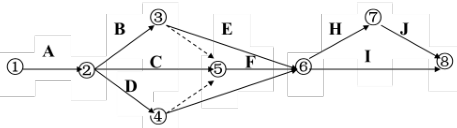 ③ ⑦
B E H J
A
① ② C ⑤ F ⑥ I ⑧
D
④